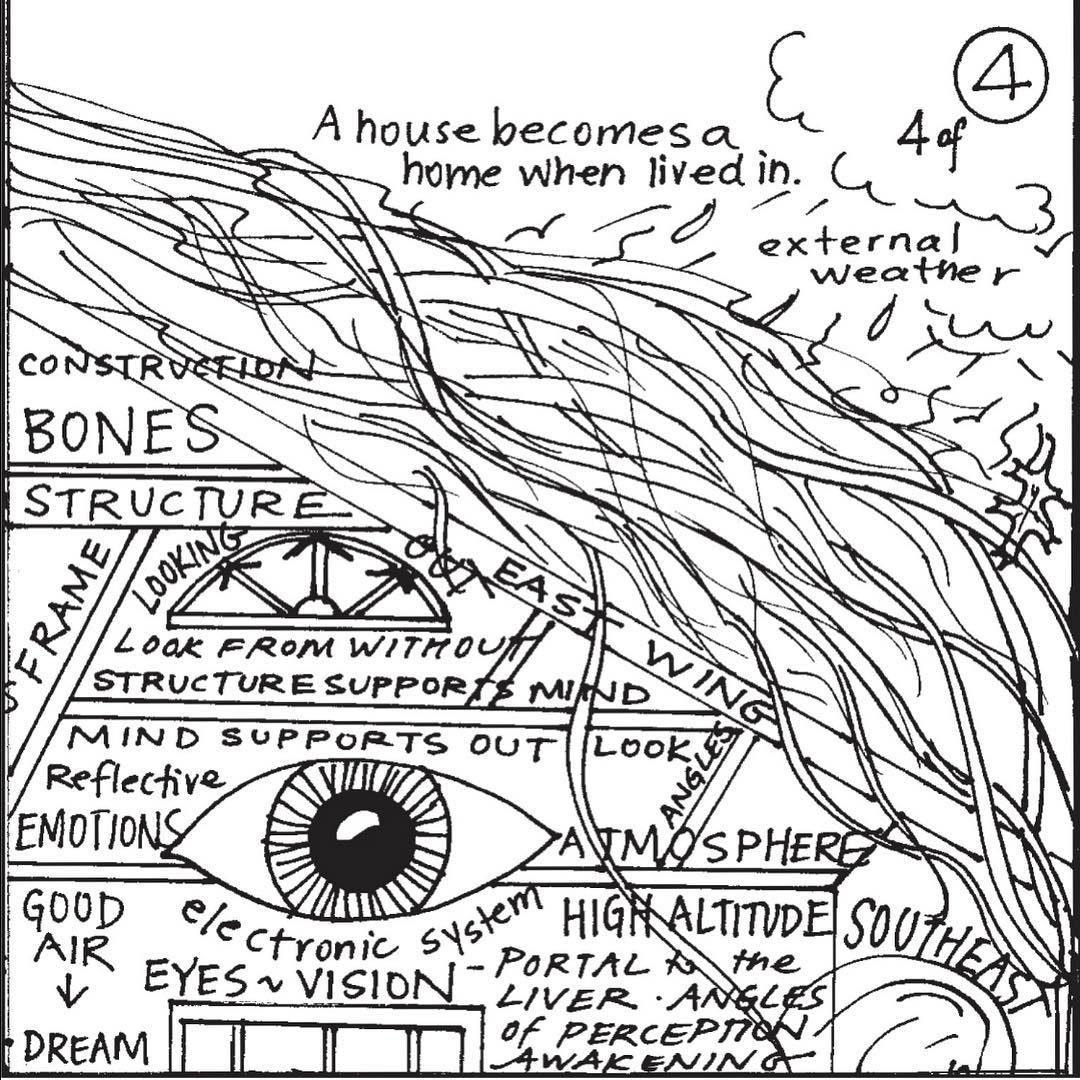 4
4 of
A house becomes a
home when lived in.
external
weather
CONSTRUCTION
BONES
STRUCTURE
FRAME
LOOKING
OUT
EAST WING
LOOK FROM WITHOUT
STRUCTURE SUPPORTS MIND
MIND SUPPORTS OUT LOOK
ANGLES
Reflective
EMOTIONS
ATMOSPHERE
GOOD
AIR
DREAM
electronic system
EYES ~ VISION
HIGH ALTITUDE
- PORTAL to the
LIVER · ANGLES
of PERCEPTION
AWAKENING
SOUTHEAST